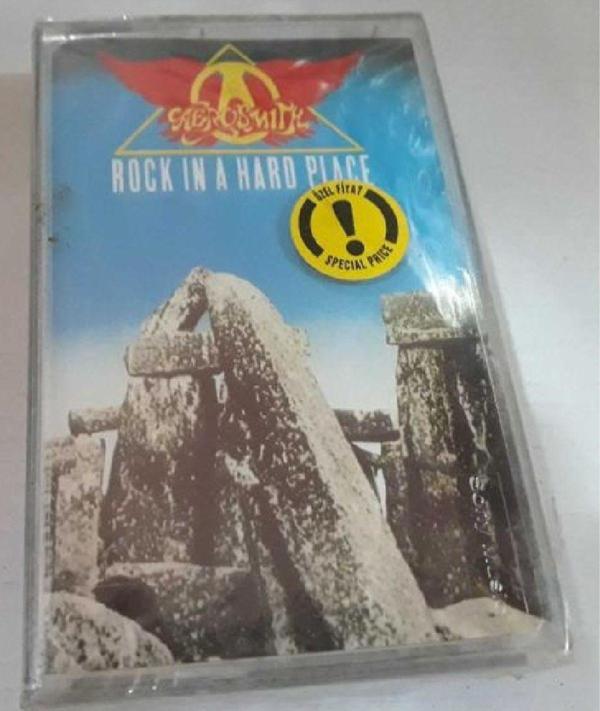 AEROSMITH
ROCK IN A HARD PLACE
ÖZEL FİYAT
!
SPECIAL PRICE